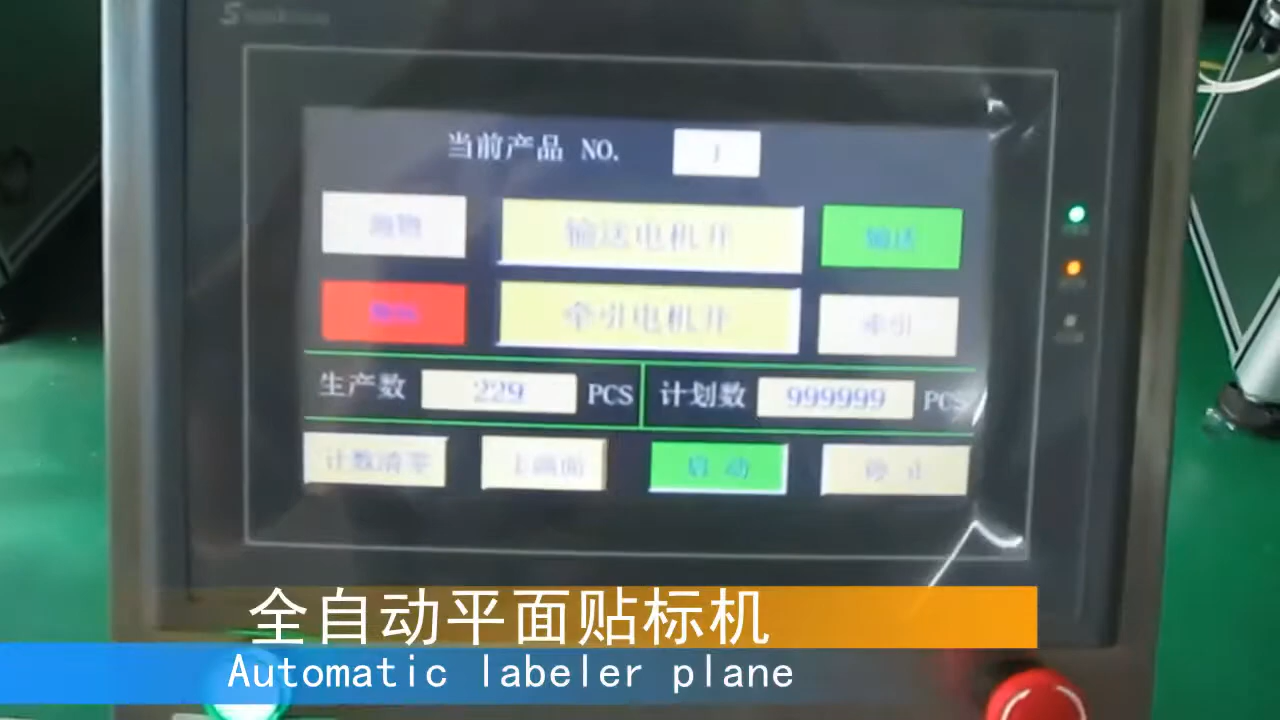 当前产品 NO. 1
输送电机开 输送
牵引电机开 牵引
生产数 229 PCS 计划数 999999 PCS
计数清零 上画面 启 动 停 止
全自动平面贴标机
Automatic labeler plane